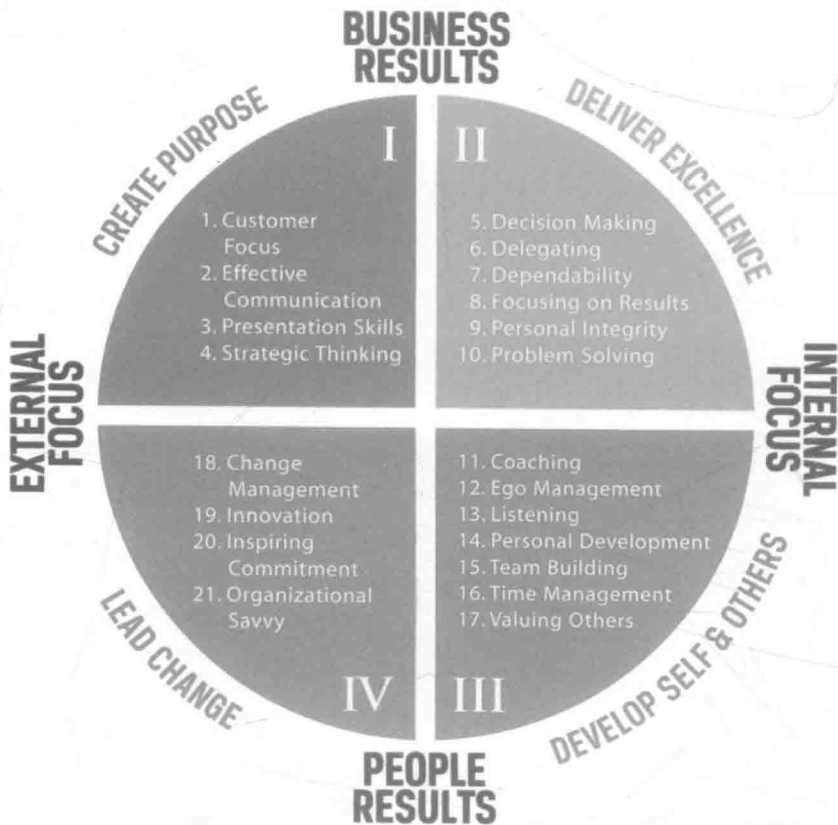 BUSINESS
RESULTS
CREATE PURPOSE
DELIVER EXCELLENCE
I
II
1. Customer
Focus
2. Effective
Communication
3. Presentation Skills
4. Strategic Thinking
5. Decision Making
6. Delegating
7. Dependability
8. Focusing on Results
9. Personal Integrity
10. Problem Solving
EXTERNAL
FOCUS
INTERNAL
FOCUS
18. Change
Management
19. Innovation
20. Inspiring
Commitment
21. Organizational
Savvy
11. Coaching
12. Ego Management
13. Listening
14. Personal Development
15. Team Building
16. Time Management
17. Valuing Others
LEAD CHANGE
DEVELOP SELF & OTHERS
IV
III
PEOPLE
RESULTS